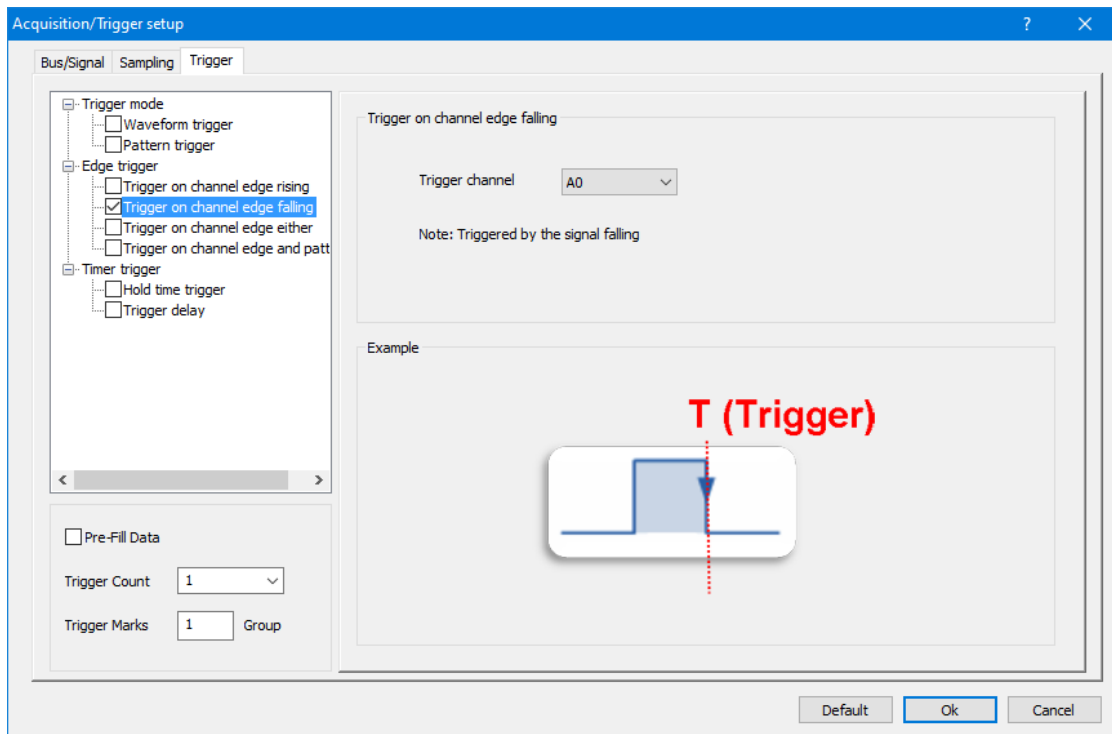 Acquisition/Trigger setup
Bus/Signal Sampling Trigger
Trigger mode
Waveform trigger
Pattern trigger
Edge trigger
Trigger on channel edge rising
Trigger on channel edge falling
Trigger on channel edge either
Trigger on channel edge and patt
Timer trigger
Hold time trigger
Trigger delay
Pre-Fill Data
Trigger Count 1
Trigger Marks 1 Group
Trigger on channel edge falling
Trigger channel A0
Note: Triggered by the signal falling
Example
T (Trigger)
Default Ok Cancel